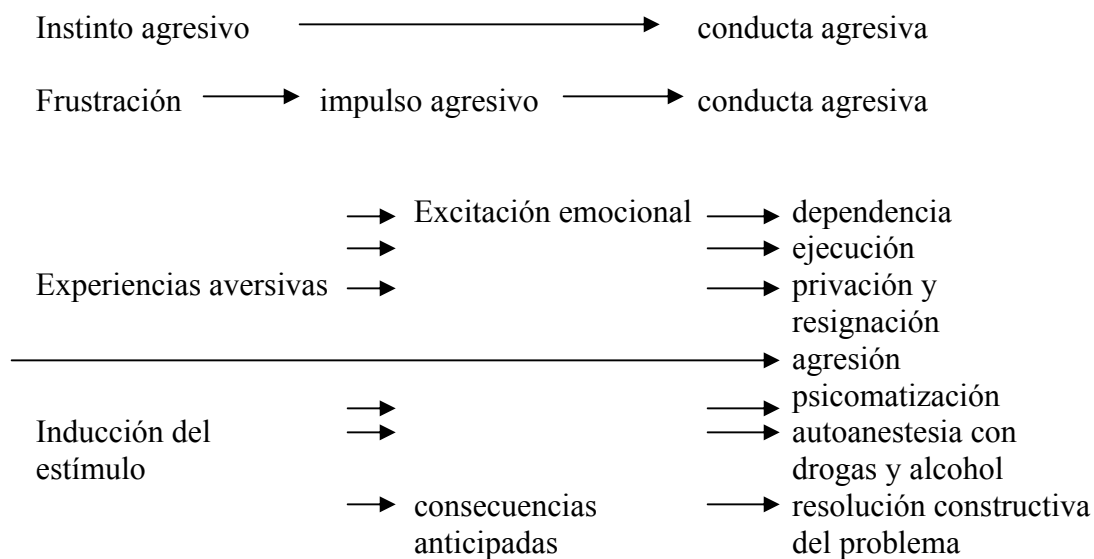 Instinto agresivo conducta agresiva
Frustración impulso agresivo conducta agresiva
Excitación emocional dependencia
ejecución
Experiencias aversivas privación y
resignación
agresión
psicomatización
Inducción del autoanestesia con
estímulo drogas y alcohol
consecuencias resolución constructiva
anticipadas del problema